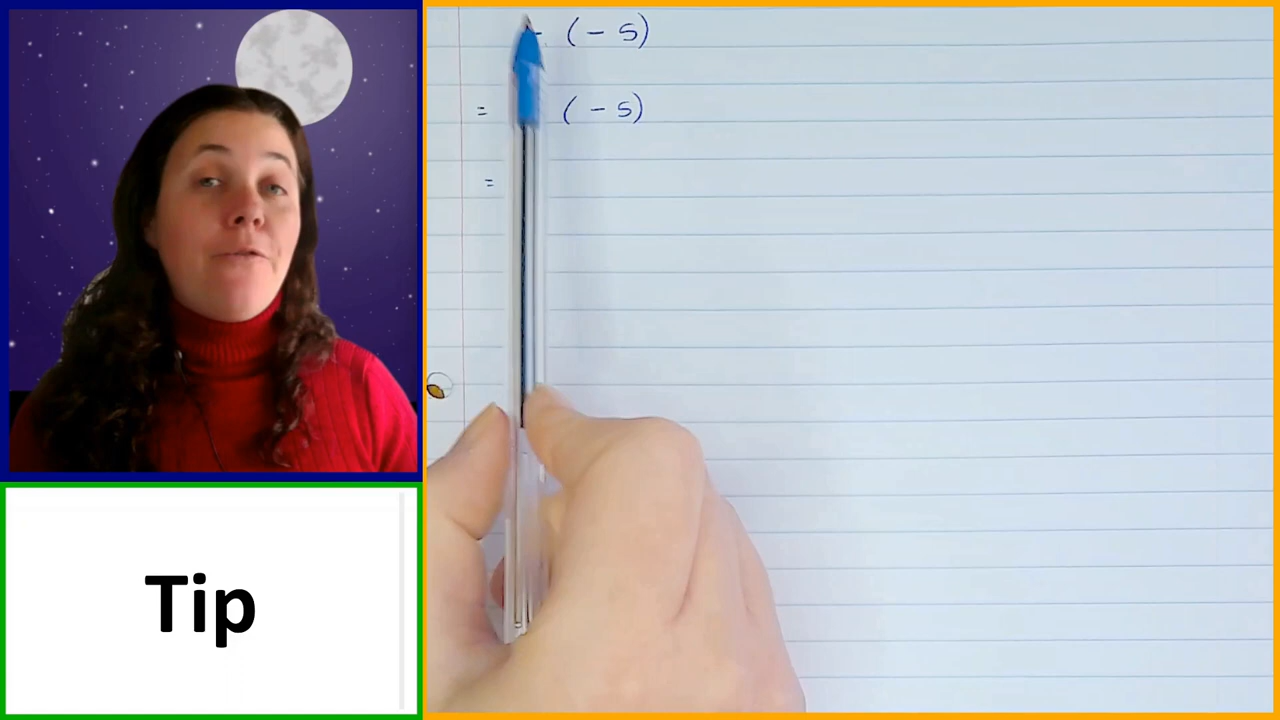 - (-5)
= (-5)
=
Tip